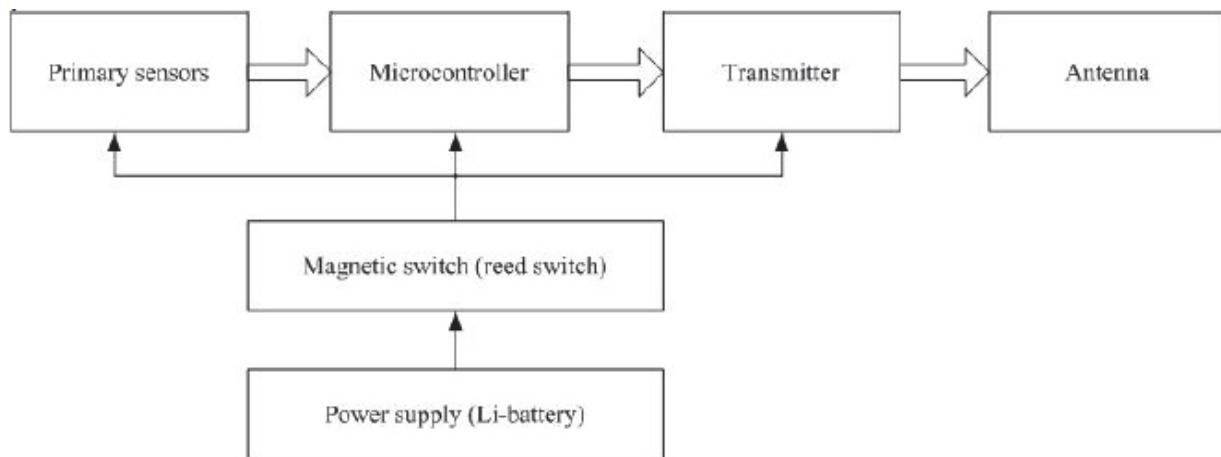 Primary sensors
Microcontroller
Transmitter
Antenna
Magnetic switch (reed switch)
Power supply (Li-battery)